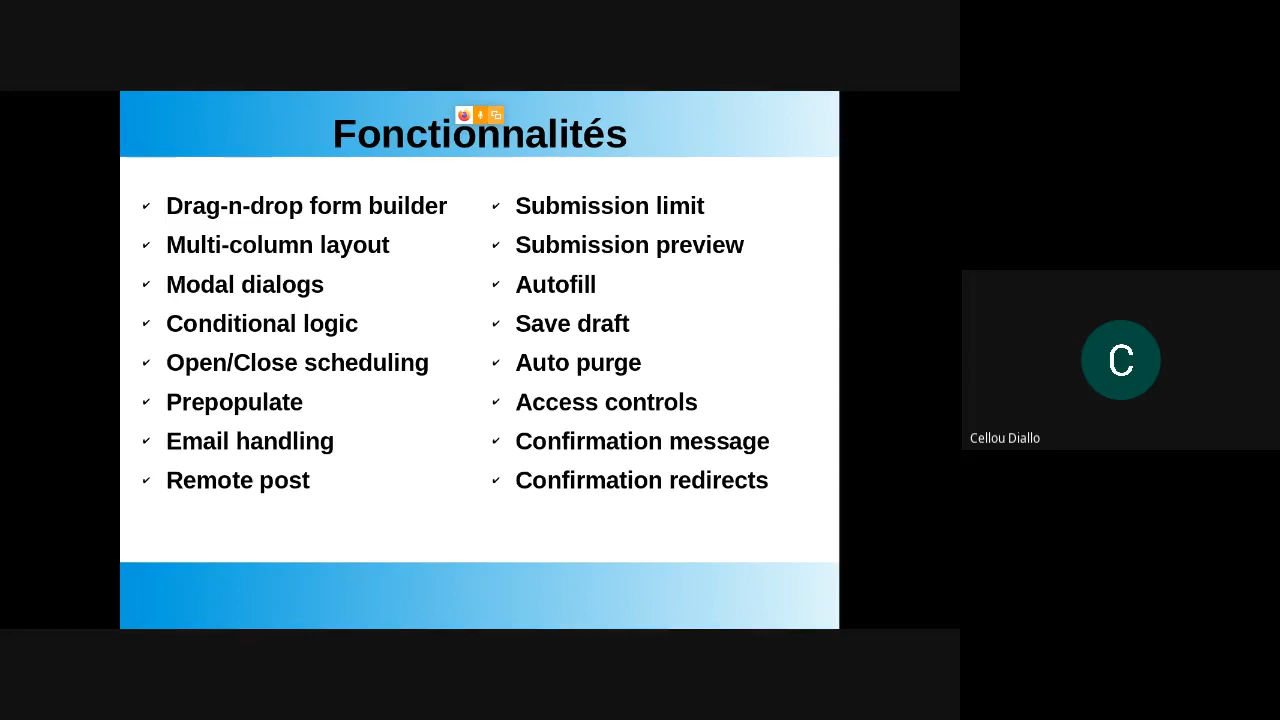 Fonctionnalités
✔ Drag-n-drop form builder
✔ Multi-column layout
✔ Modal dialogs
✔ Conditional logic
✔ Open/Close scheduling
✔ Prepopulate
✔ Email handling
✔ Remote post
✔ Submission limit
✔ Submission preview
✔ Autofill
✔ Save draft
✔ Auto purge
✔ Access controls
✔ Confirmation message
✔ Confirmation redirects
C
Cellou Diallo